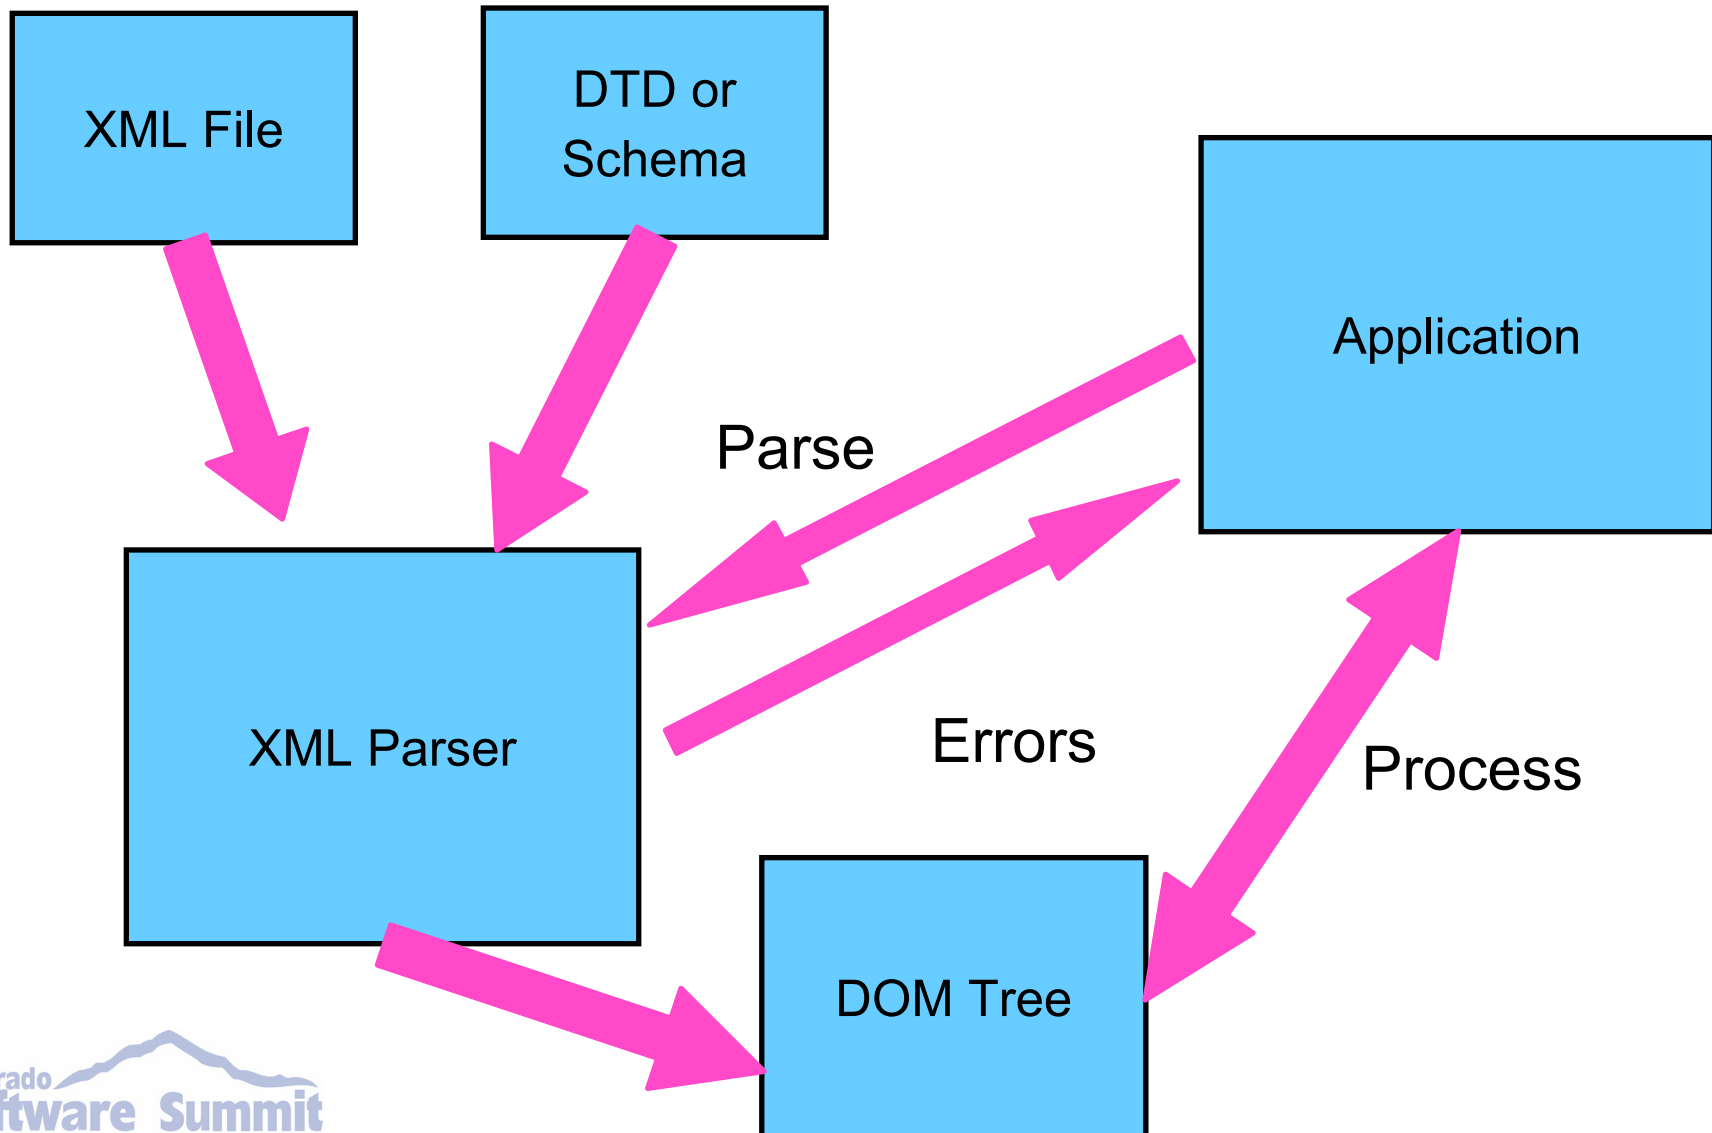 XML File
DTD or
Schema
Application
Parse
XML Parser
Errors
Process
DOM Tree
rado
ftware Summit